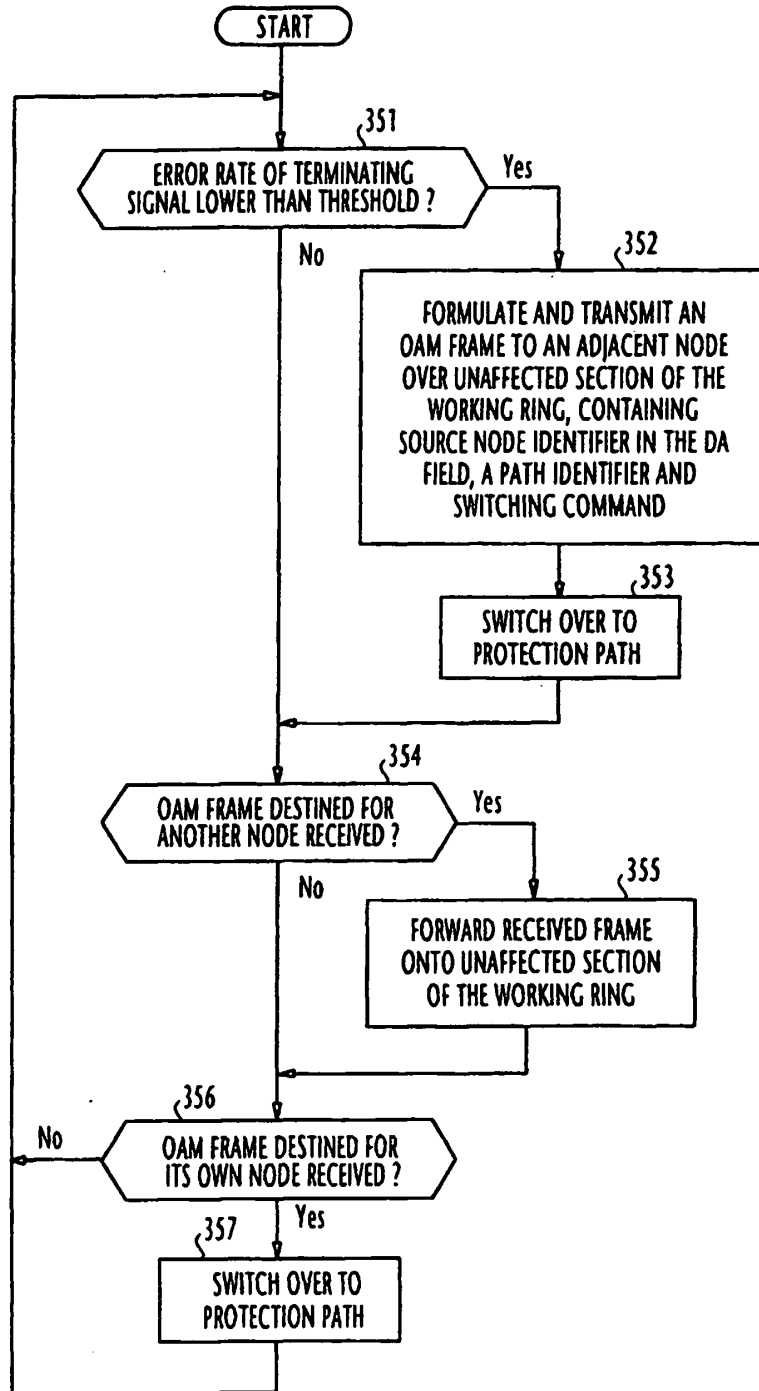 START
351
ERROR RATE OF TERMINATING
SIGNAL LOWER THAN THRESHOLD ?
Yes
No
352
FORMULATE AND TRANSMIT AN
OAM FRAME TO AN ADJACENT NODE
OVER UNAFFECTED SECTION OF THE
WORKING RING, CONTAINING
SOURCE NODE IDENTIFIER IN THE DA
FIELD, A PATH IDENTIFIER AND
SWITCHING COMMAND
353
SWITCH OVER TO
PROTECTION PATH
354
OAM FRAME DESTINED FOR
ANOTHER NODE RECEIVED ?
Yes
No
355
FORWARD RECEIVED FRAME
ONTO UNAFFECTED SECTION
OF THE WORKING RING
356
OAM FRAME DESTINED FOR
ITS OWN NODE RECEIVED ?
No
Yes
357
SWITCH OVER TO
PROTECTION PATH